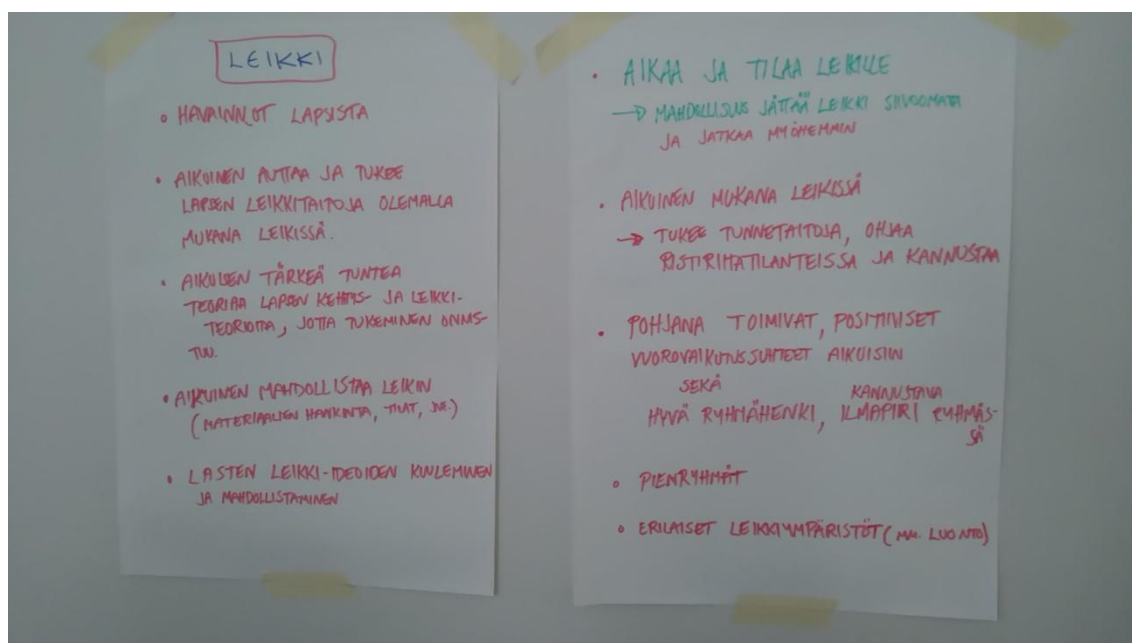 LEIKKI
• HAVAINNOT LAPSISTA
• AIKUINEN AUTTAA JA TUKEE
LAPSEN LEIKKITAITOJA OLEMALLA
MUKANA LEIKISSÄ.
• AIKUISEN TÄRKEÄ TUNTEA
TEORIAA LAPSEN KEHITYS- JA LEIKKI-
TEORIOITA, JOTTA TUKEMINEN ONNIS-
TUU.
• AIKUINEN MAHDOLLISTAA LEIKIN
(MATERIAALIEN HANKINTA, TILAT, JNE.)
• LASTEN LEIKKI-IDEOIDEN KUULEMINEN
JA MAHDOLLISTAMINEN
• AIKAA JA TILAA LEIKILLE
→ MAHDOLLISUUS JÄTTÄÄ LEIKKI SIIVOOMATTA
JA JATKAA MYÖHEMMIN
• AIKUINEN MUKANA LEIKISSÄ
→ TUKEE TUNNETAITOJA, OHJAA
RISTIRIITATILANTEISSA JA KANNUSTAA
• POHJANA TOIMIVAT, POSITIIVISET
VUOROVAIKUTUSSUHTEET AIKUISIIN
SEKÄ
HYVÄ RYHMÄHENKI, KANNUSTAVA ILMAPIIRI RYHMÄS-
SÄ
• PIENRYHMÄT
• ERILAISET LEIKKIYMPÄRISTÖT (MM. LUONTO)